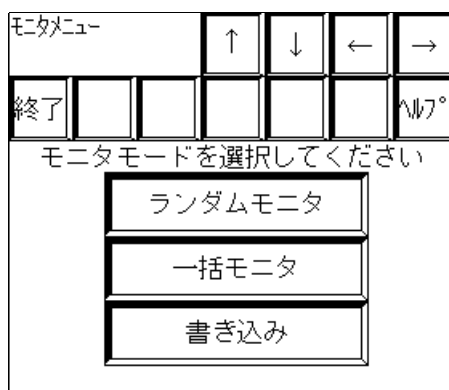 ﾓﾆﾀﾒﾆｭｰ
↑ ↓ ← →
終了 ﾍﾙﾌﾟ
モニタモードを選択してください
ランダムモニタ
一括モニタ
書き込み